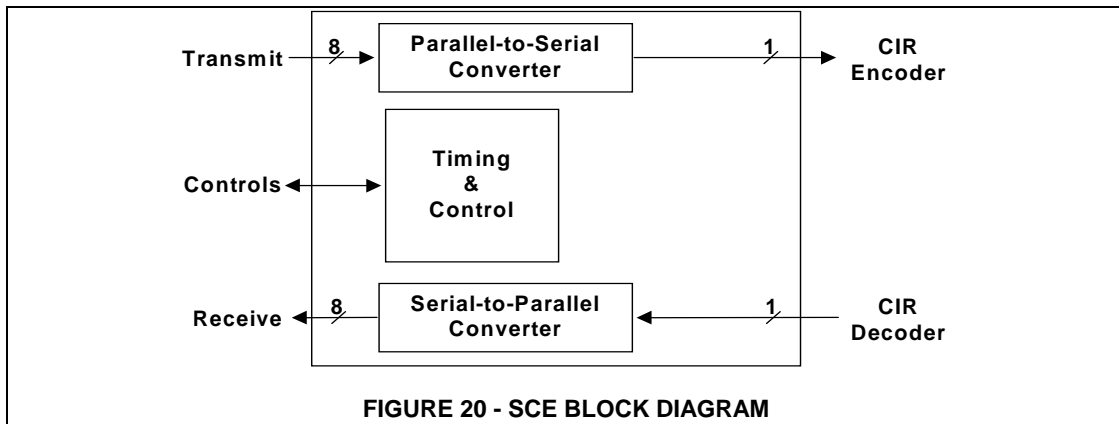 Transmit
8
Parallel-to-Serial
Converter
1
CIR
Encoder
Controls
Timing
&
Control
Receive
8
Serial-to-Parallel
Converter
1
CIR
Decoder
FIGURE 20 - SCE BLOCK DIAGRAM